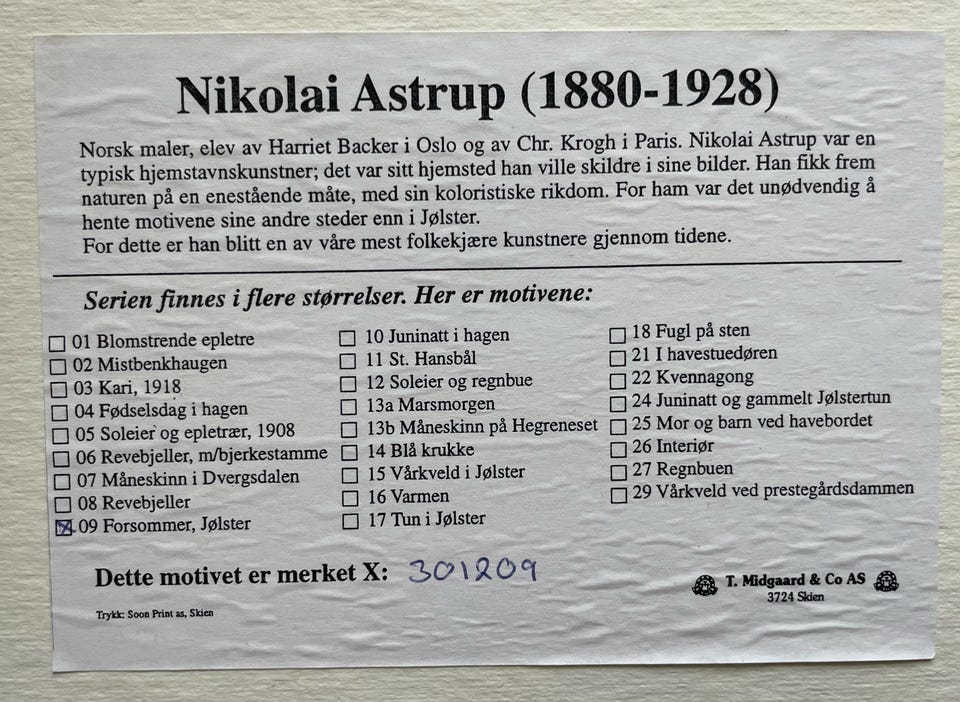 Nikolai Astrup (1880-1928)
Norsk maler, elev av Harriet Backer i Oslo og av Chr. Krogh i Paris. Nikolai Astrup var en
typisk hjemstavnskunstner; det var sitt hjemsted han ville skildre i sine bilder. Han fikk frem
naturen på en enestående måte, med sin koloristiske rikdom. For ham var det unødvendig å
hente motivene sine andre steder enn i Jølster.
For dette er han blitt en av våre mest folkekjære kunstnere gjennom tidene.
Serien finnes i flere størrelser. Her er motivene:
01 Blomstrende epletre
02 Mistbenkhaugen
03 Kari, 1918
04 Fødselsdag i hagen
05 Soleier og epletrær, 1908
06 Revebjeller, m/bjerkestamme
07 Måneskinn i Dvergsdalen
08 Revebjeller
09 Forsommer, Jølster
10 Juninatt i hagen
11 St. Hansbål
12 Soleier og regnbue
13a Marsmorgen
13b Måneskinn på Hegreneset
14 Blå krukke
15 Vårkveld i Jølster
16 Varmen
17 Tun i Jølster
18 Fugl på sten
21 I havestuedøren
22 Kvennagong
24 Juninatt og gammelt Jølstertun
25 Mor og barn ved havebordet
26 Interiør
27 Regnbuen
29 Vårkveld ved prestegårdsdammen
Dette motivet er merket X: 301209
T. Midgaard & Co AS
3724 Skien
Trykk: Soon Print as, Skien